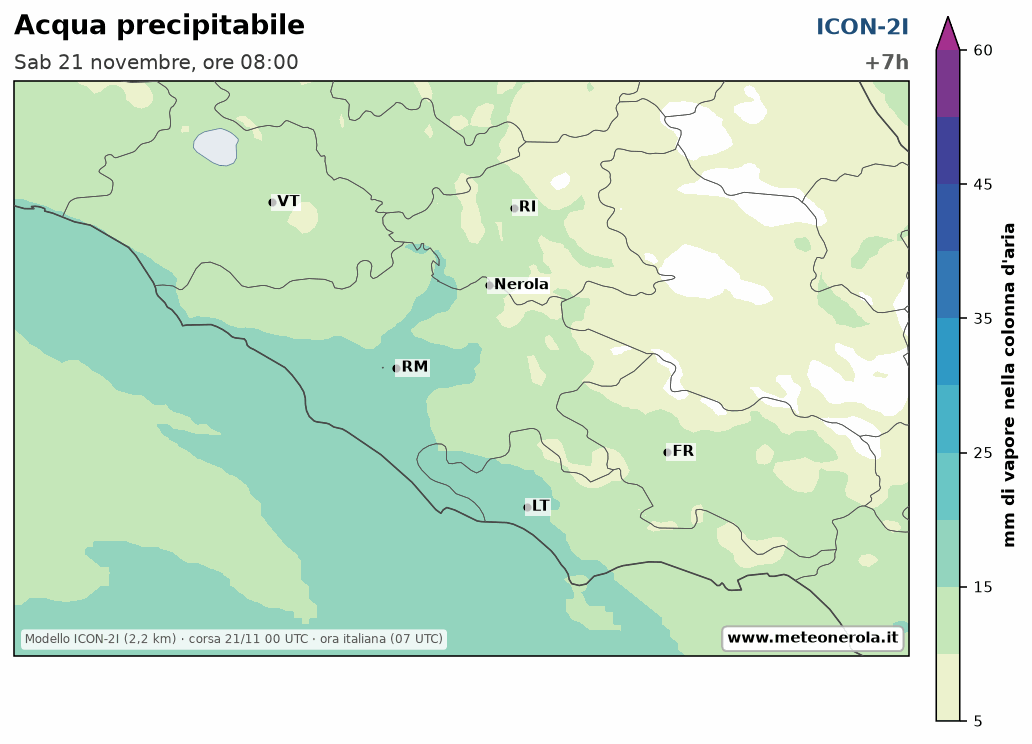 Acqua precipitabile
ICON-2I
Sab 21 novembre, ore 08:00
+7h
60
45
35
25
15
5
mm di vapore nella colonna d'aria
VT
RI
Nerola
RM
FR
LT
Modello ICON-2I (2,2 km) · corsa 21/11 00 UTC · ora italiana (07 UTC)
www.meteonerola.it